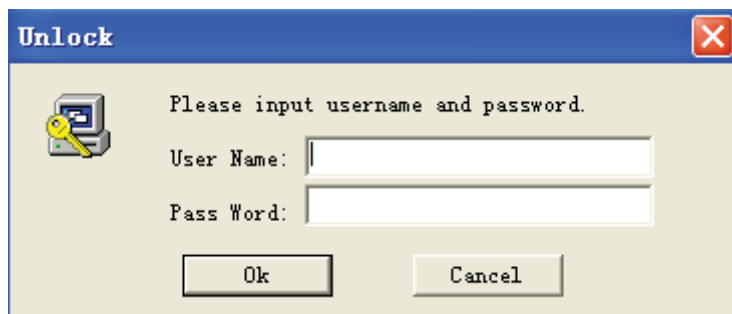 Unlock
Please input username and password.
User Name:
Pass Word:
Ok Cancel